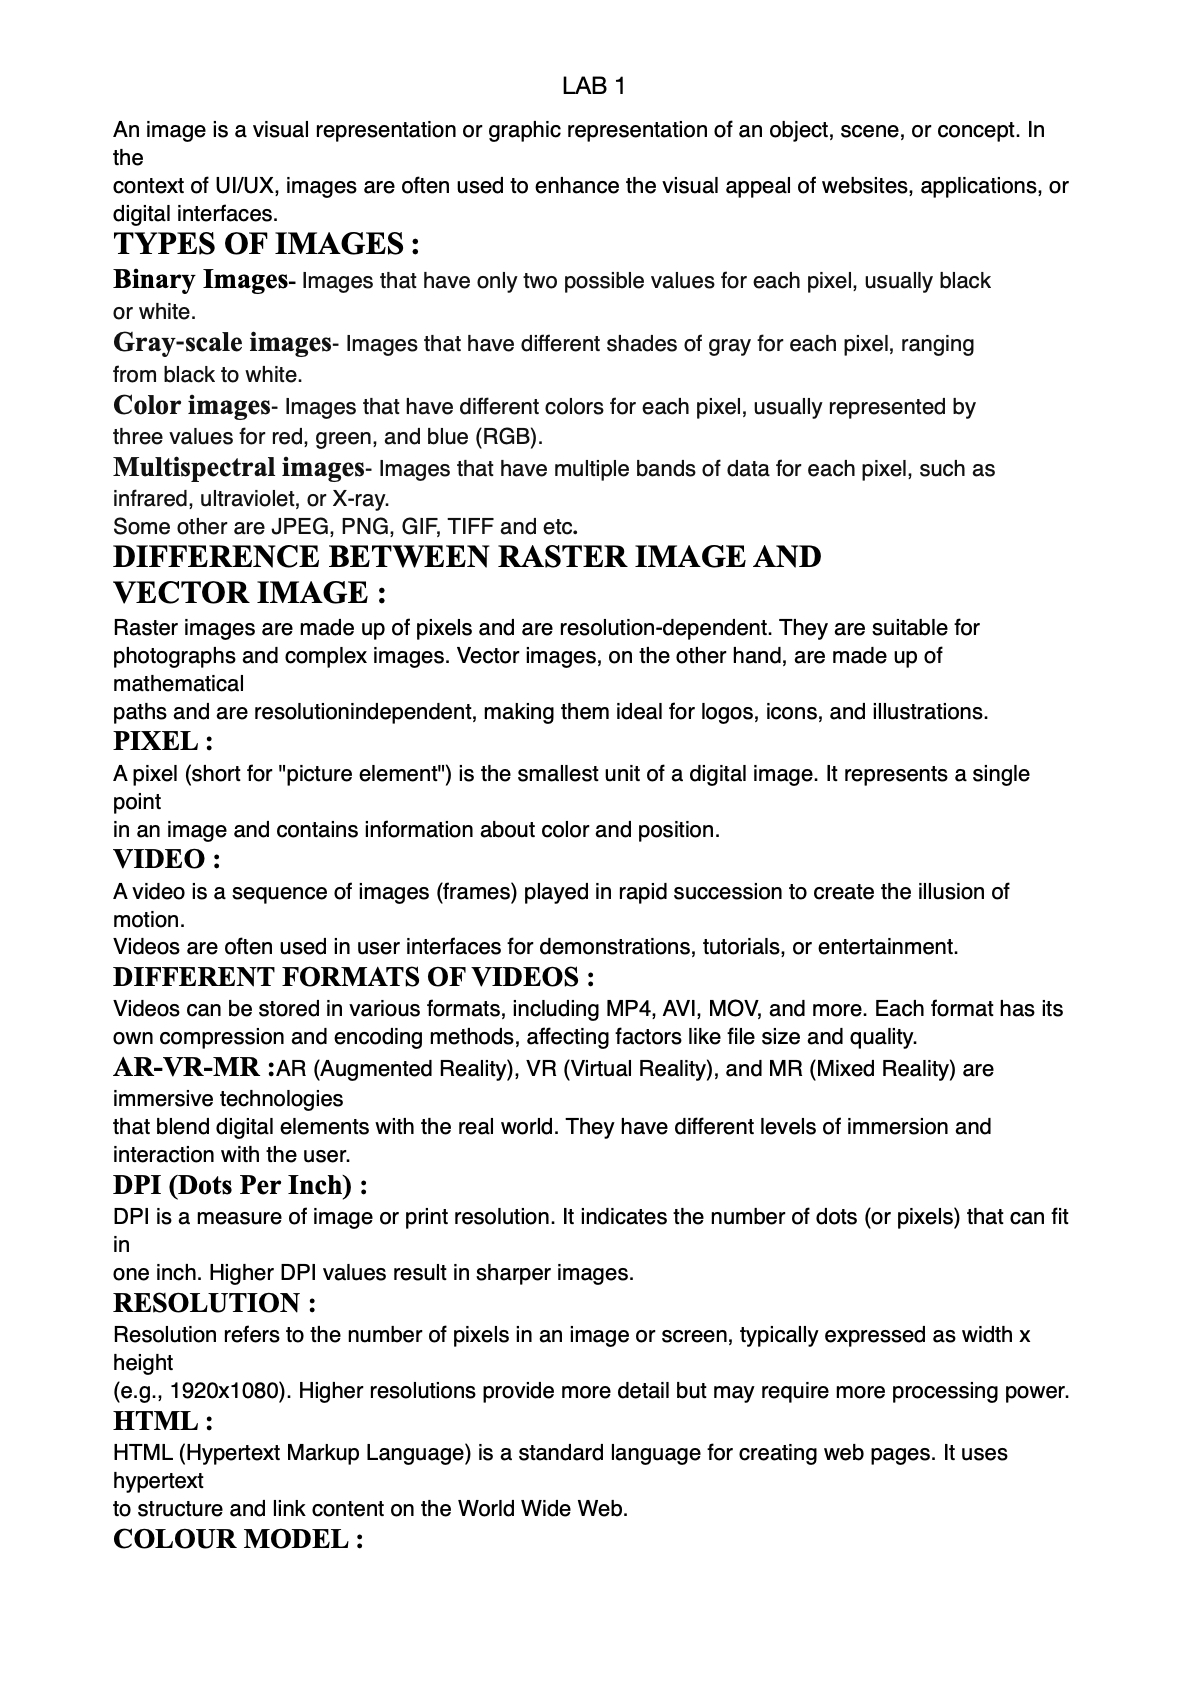 LAB 1
An image is a visual representation or graphic representation of an object, scene, or concept. In
the
context of UI/UX, images are often used to enhance the visual appeal of websites, applications, or
digital interfaces.
TYPES OF IMAGES :
Binary Images- Images that have only two possible values for each pixel, usually black
or white.
Gray-scale images- Images that have different shades of gray for each pixel, ranging
from black to white.
Color images- Images that have different colors for each pixel, usually represented by
three values for red, green, and blue (RGB).
Multispectral images- Images that have multiple bands of data for each pixel, such as
infrared, ultraviolet, or X-ray.
Some other are JPEG, PNG, GIF, TIFF and etc.
DIFFERENCE BETWEEN RASTER IMAGE AND
VECTOR IMAGE :
Raster images are made up of pixels and are resolution-dependent. They are suitable for
photographs and complex images. Vector images, on the other hand, are made up of
mathematical
paths and are resolutionindependent, making them ideal for logos, icons, and illustrations.
PIXEL :
A pixel (short for "picture element") is the smallest unit of a digital image. It represents a single
point
in an image and contains information about color and position.
VIDEO :
A video is a sequence of images (frames) played in rapid succession to create the illusion of
motion.
Videos are often used in user interfaces for demonstrations, tutorials, or entertainment.
DIFFERENT FORMATS OF VIDEOS :
Videos can be stored in various formats, including MP4, AVI, MOV, and more. Each format has its
own compression and encoding methods, affecting factors like file size and quality.
AR-VR-MR :AR (Augmented Reality), VR (Virtual Reality), and MR (Mixed Reality) are
immersive technologies
that blend digital elements with the real world. They have different levels of immersion and
interaction with the user.
DPI (Dots Per Inch) :
DPI is a measure of image or print resolution. It indicates the number of dots (or pixels) that can fit
in
one inch. Higher DPI values result in sharper images.
RESOLUTION :
Resolution refers to the number of pixels in an image or screen, typically expressed as width x
height
(e.g., 1920x1080). Higher resolutions provide more detail but may require more processing power.
HTML :
HTML (Hypertext Markup Language) is a standard language for creating web pages. It uses
hypertext
to structure and link content on the World Wide Web.
COLOUR MODEL :